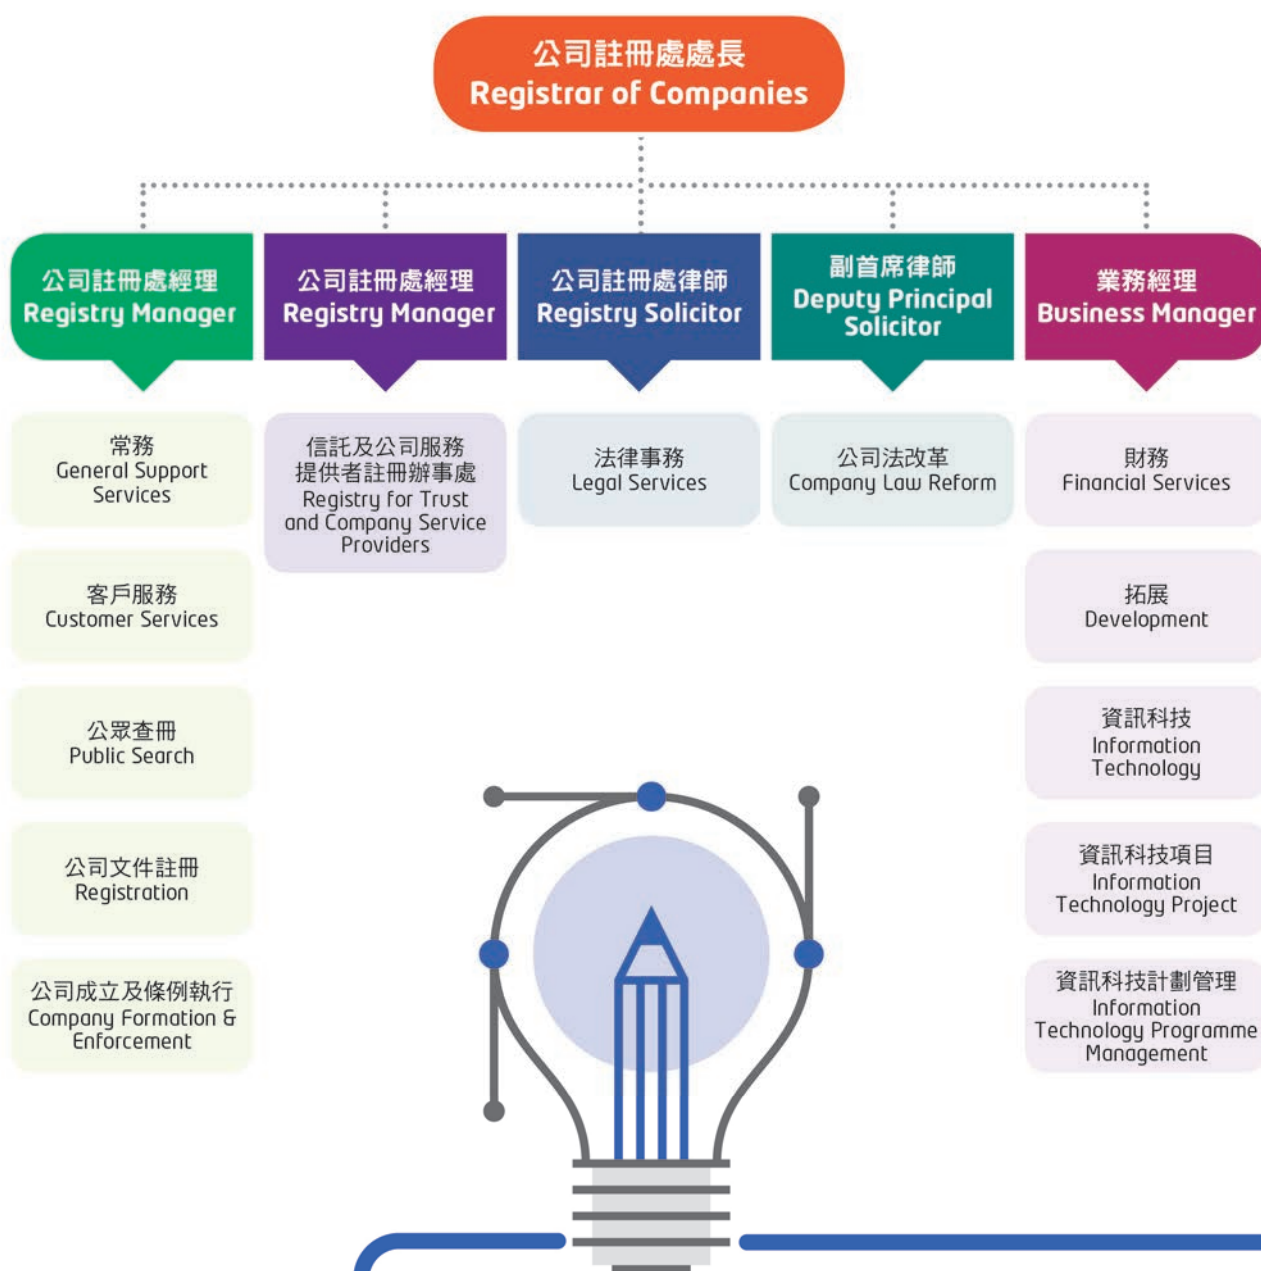 公司註冊處處長
Registrar of Companies
公司註冊處經理
Registry Manager
公司註冊處經理
Registry Manager
公司註冊處律師
Registry Solicitor
副首席律師
Deputy Principal
Solicitor
業務經理
Business Manager
常務
General Support
Services
客戶服務
Customer Services
公眾查冊
Public Search
公司文件註冊
Registration
公司成立及條例執行
Company Formation &
Enforcement
信託及公司服務
提供者註冊辦事處
Registry for Trust
and Company Service
Providers
法律事務
Legal Services
公司法改革
Company Law Reform
財務
Financial Services
拓展
Development
資訊科技
Information
Technology
資訊科技項目
Information
Technology Project
資訊科技計劃管理
Information
Technology Programme
Management